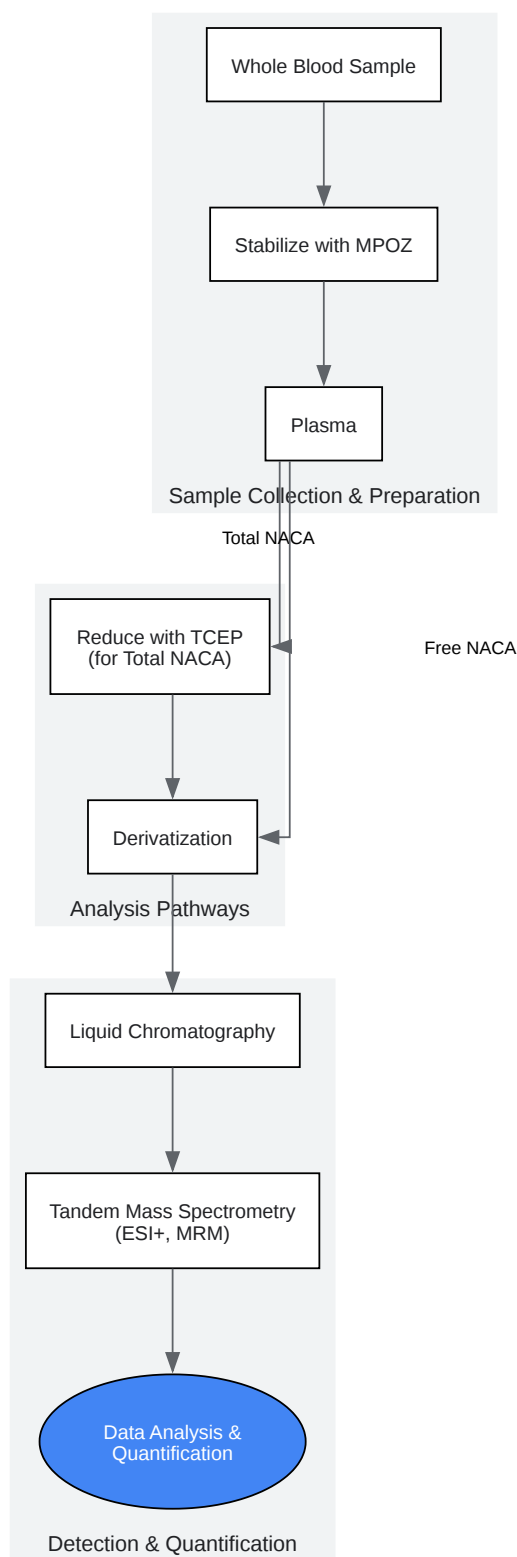 Whole Blood Sample
Stabilize with MPOZ
Plasma
Sample Collection & Preparation
Total NACA
Reduce with TCEP
(for Total NACA)
Free NACA
Derivatization
Analysis Pathways
Liquid Chromatography
Tandem Mass Spectrometry
(ESI+, MRM)
Data Analysis &
Quantification
Detection & Quantification